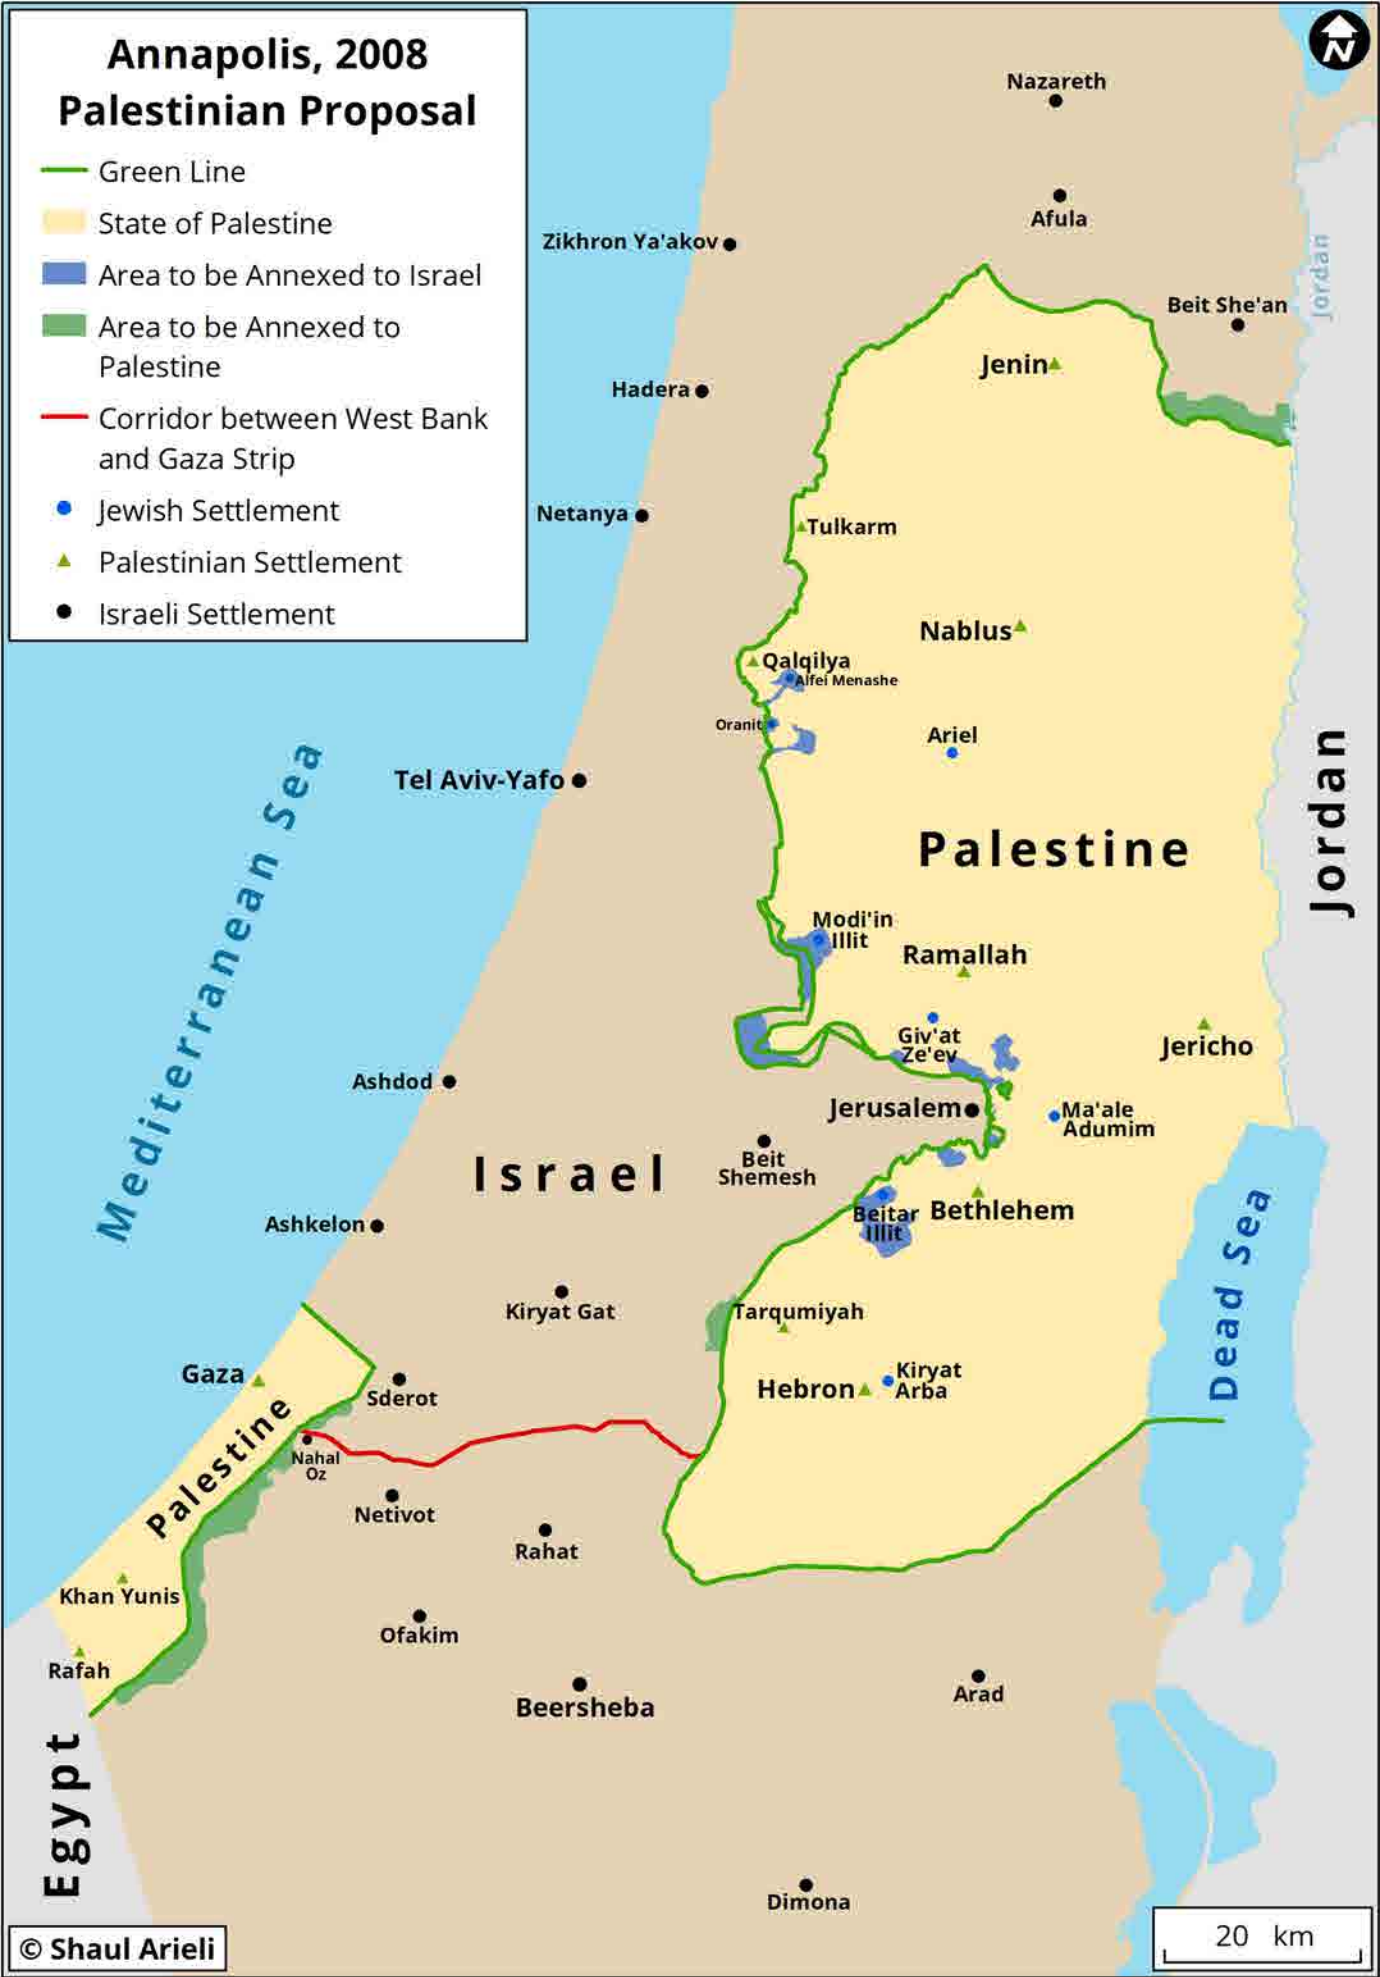 Annapolis, 2008
Palestinian Proposal
Green Line
State of Palestine
Area to be Annexed to Israel
Area to be Annexed to
Palestine
Corridor between West Bank
and Gaza Strip
Jewish Settlement
Palestinian Settlement
Israeli Settlement
N
Nazareth
Afula
Zikhron Ya'akov
Jordan
Beit She'an
Jenin
Hadera
Netanya
Tulkarm
Nablus
Qalqilya
Alfei Menashe
Oranit
Ariel
Tel Aviv-Yafo
Mediterranean Sea
Jordan
Palestine
Modi'in
Illit
Ramallah
Giv'at
Ze'ev
Jericho
Ashdod
Jerusalem
Ma'ale
Adumim
Beit
Shemesh
Israel
Ashkelon
Beitar
Illit
Bethlehem
Dead Sea
Kiryat Gat
Tarqumiyah
Gaza
Sderot
Hebron
Kiryat
Arba
Palestine
Nahal
Oz
Netivot
Rahat
Khan Yunis
Ofakim
Rafah
Beersheba
Arad
Egypt
Dimona
© Shaul Arieli
20 km